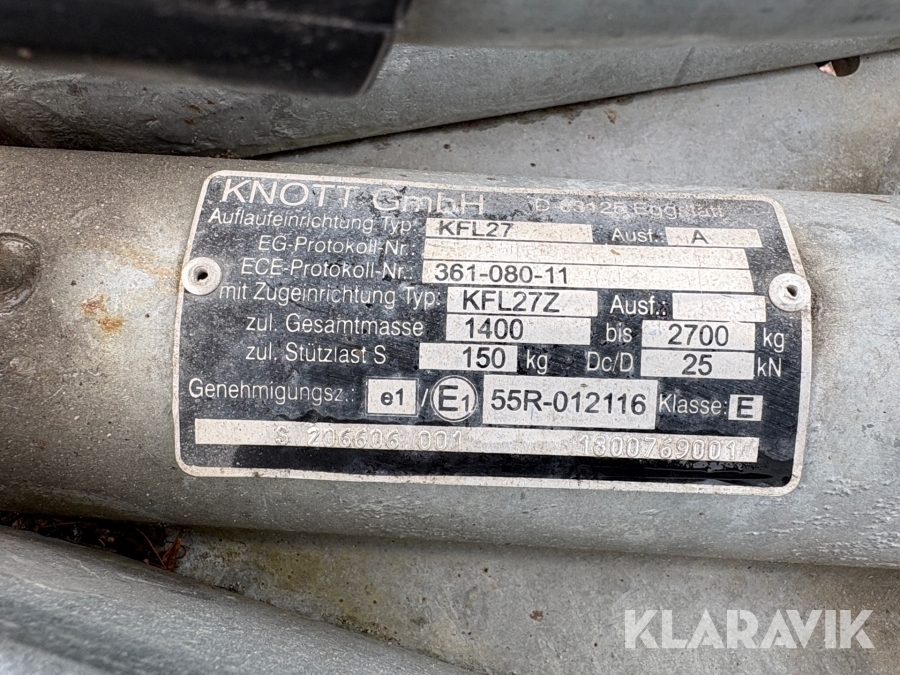 KNOTT GmbH D-83125 Eggstätt
Auflaufeinrichtung Typ: KFL27 Ausf.: A
EG-Protokoll-Nr.:
ECE-Protokoll-Nr.: 361-080-11
mit Zugeinrichtung Typ: KFL27Z Ausf.:
zul. Gesamtmasse 1400 bis 2700 kg
zul. Stützlast S 150 kg Dc/D 25 kN
Genehmigungsz.: e1 / E1 55R-012116 Klasse: E
S 206606.001 1800769001
KLARAVIK